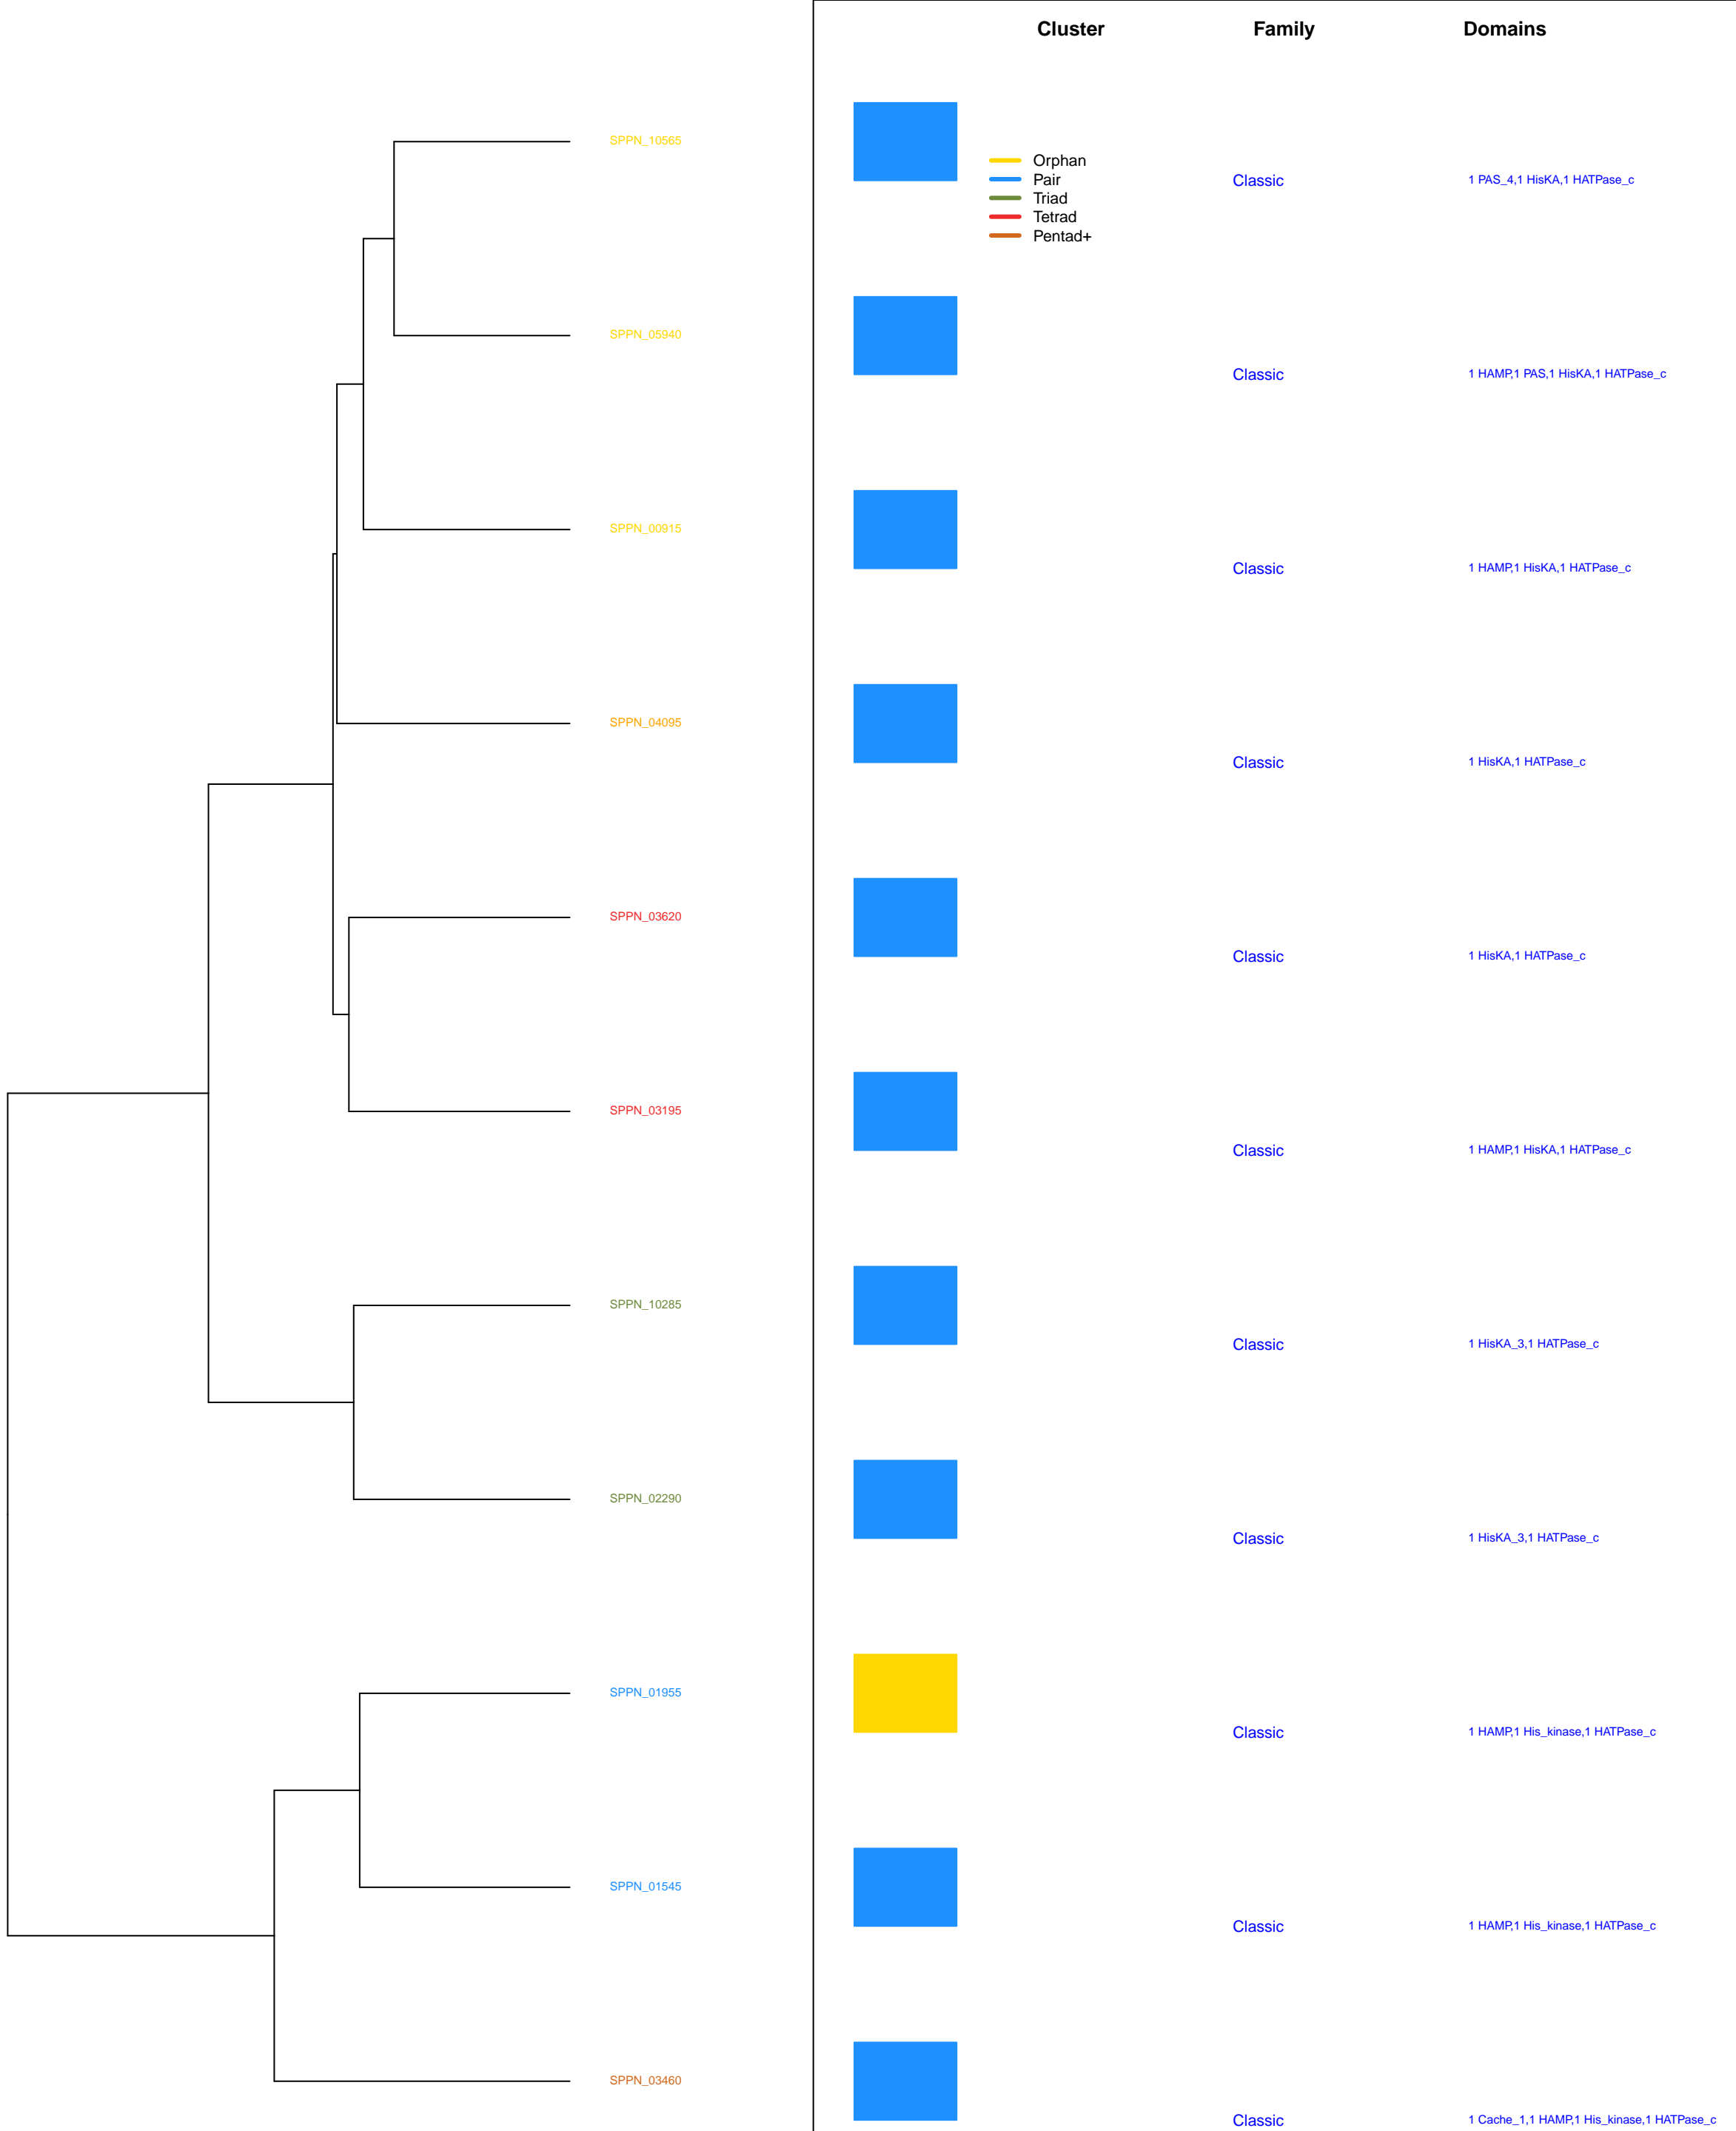 Cluster Family Domains
SPPN_10565
Orphan
Pair
Triad
Tetrad
Pentad+
Classic 1 PAS_4,1 HisKA,1 HATPase_c
SPPN_05940
Classic 1 HAMP,1 PAS,1 HisKA,1 HATPase_c
SPPN_00915
Classic 1 HAMP,1 HisKA,1 HATPase_c
SPPN_04095
Classic 1 HisKA,1 HATPase_c
SPPN_03620
Classic 1 HisKA,1 HATPase_c
SPPN_03195
Classic 1 HAMP,1 HisKA,1 HATPase_c
SPPN_10285
Classic 1 HisKA_3,1 HATPase_c
SPPN_02290
Classic 1 HisKA_3,1 HATPase_c
SPPN_01955
Classic 1 HAMP,1 His_kinase,1 HATPase_c
SPPN_01545
Classic 1 HAMP,1 His_kinase,1 HATPase_c
SPPN_03460
Classic 1 Cache_1,1 HAMP,1 His_kinase,1 HATPase_c